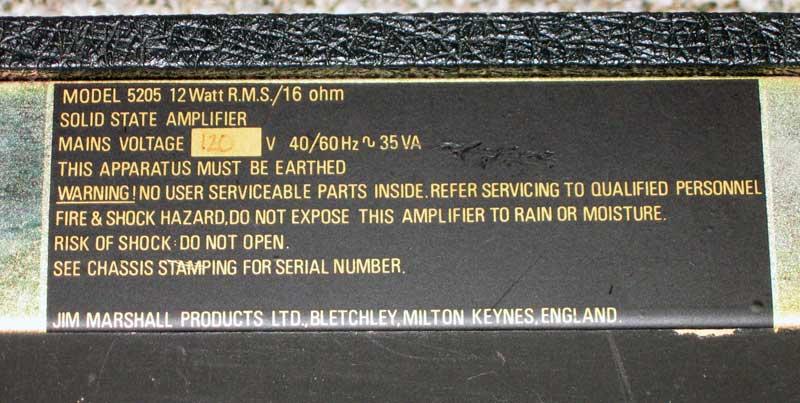 MODEL 5205 12 Watt R.M.S./16 ohm
SOLID STATE AMPLIFIER
MAINS VOLTAGE 120 V 40/60 Hz ∿ 35 VA
THIS APPARATUS MUST BE EARTHED
WARNING! NO USER SERVICEABLE PARTS INSIDE. REFER SERVICING TO QUALIFIED PERSONNEL
FIRE & SHOCK HAZARD, DO NOT EXPOSE THIS AMPLIFIER TO RAIN OR MOISTURE.
RISK OF SHOCK: DO NOT OPEN.
SEE CHASSIS STAMPING FOR SERIAL NUMBER.
JIM MARSHALL PRODUCTS LTD., BLETCHLEY, MILTON KEYNES, ENGLAND.